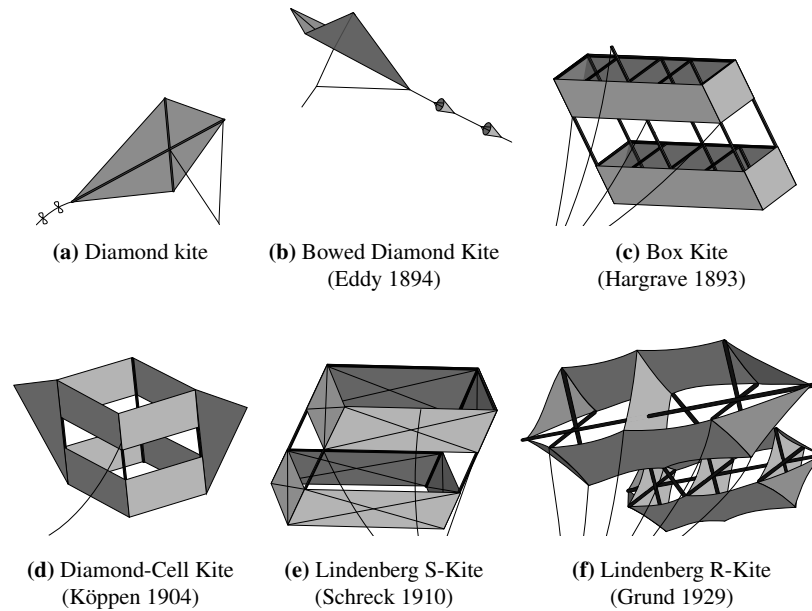 (a) Diamond kite
(b) Bowed Diamond Kite
(Eddy 1894)
(c) Box Kite
(Hargrave 1893)
(d) Diamond-Cell Kite
(Köppen 1904)
(e) Lindenberg S-Kite
(Schreck 1910)
(f) Lindenberg R-Kite
(Grund 1929)